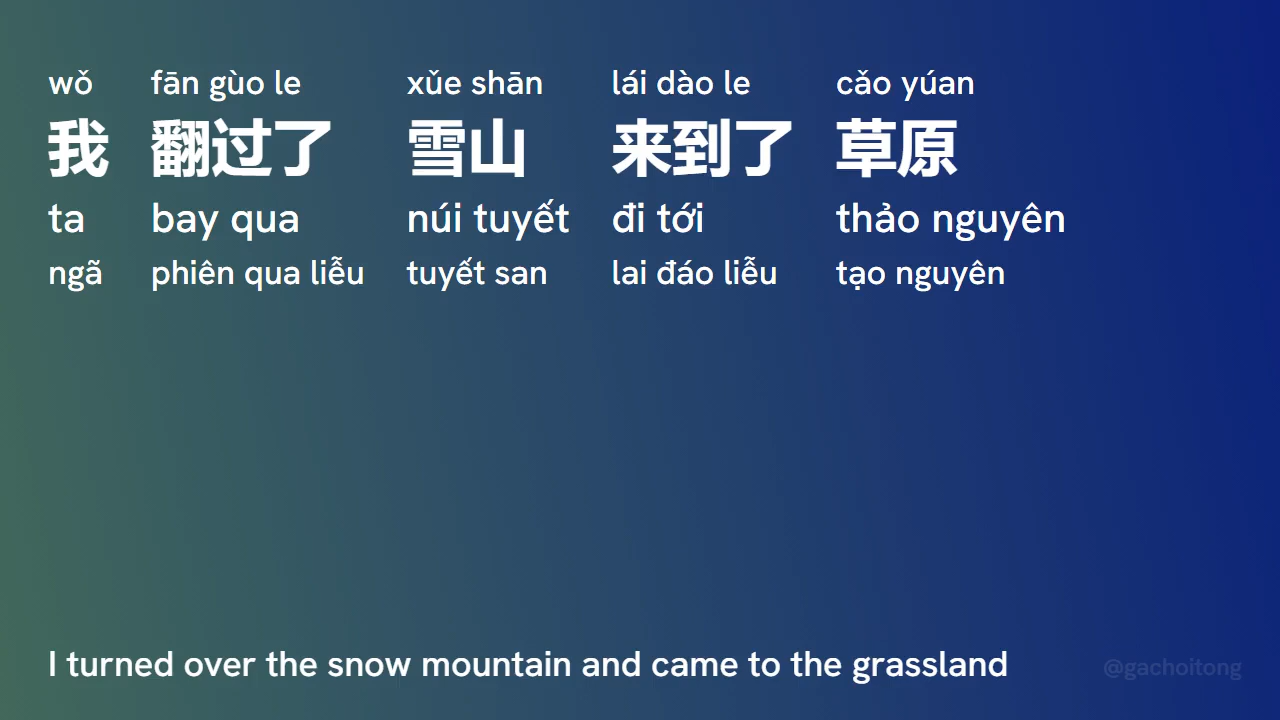 wǒ fān gùo le xǔe shān lái dào le cǎo yúan
我 翻过了 雪山 来到了 草原
ta bay qua núi tuyết đi tới thảo nguyên
ngã phiên qua liễu tuyết san lai đáo liễu tạo nguyên
I turned over the snow mountain and came to the grassland
@gachoitong